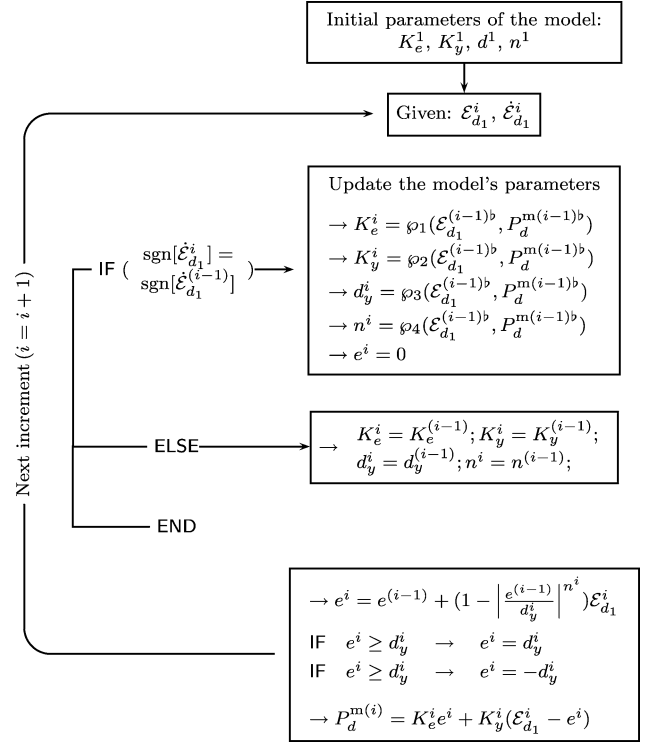 Initial parameters of the model:
K_e^1, K_y^1, d^1, n^1
Given: ℰ_{d_1}^i, ℰ̇_{d_1}^i
Update the model's parameters
→ K_e^i = ℘_1(ℰ_{d_1}^{(i−1)♭}, P_d^{m(i−1)♭})
→ K_y^i = ℘_2(ℰ_{d_1}^{(i−1)♭}, P_d^{m(i−1)♭})
→ d_y^i = ℘_3(ℰ_{d_1}^{(i−1)♭}, P_d^{m(i−1)♭})
→ n^i = ℘_4(ℰ_{d_1}^{(i−1)♭}, P_d^{m(i−1)♭})
→ e^i = 0
IF ( sgn[ℰ̇_{d_1}^i] =
sgn[ℰ̇_{d_1}^{(i−1)}] )
Next increment (i = i + 1)
ELSE
→ K_e^i = K_e^{(i−1)}; K_y^i = K_y^{(i−1)};
d_y^i = d_y^{(i−1)}; n^i = n^{(i−1)};
END
→ e^i = e^{(i−1)} + (1 − |e^{(i−1)}/d_y^i|^{n^i})ℰ_{d_1}^i
IF e^i ≥ d_y^i → e^i = d_y^i
IF e^i ≥ d_y^i → e^i = −d_y^i
→ P_d^{m(i)} = K_e^i e^i + K_y^i(ℰ_{d_1}^i − e^i)